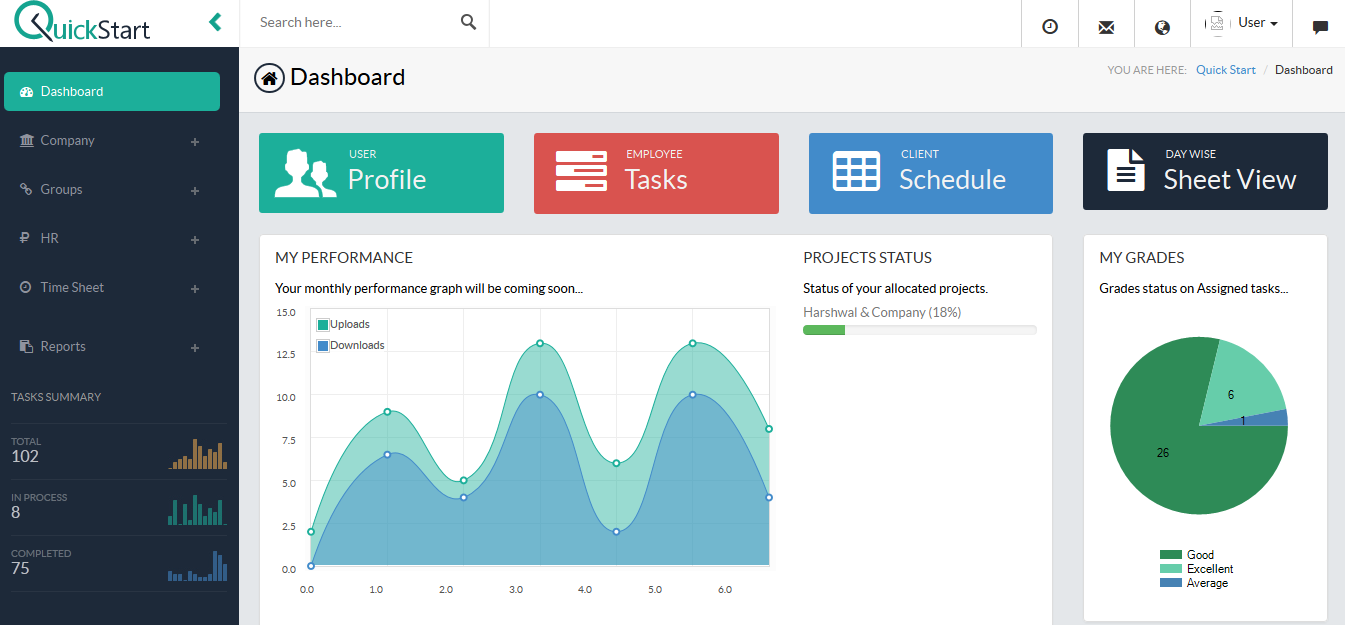 QuickStart
Search here...
User
Dashboard
Company
Groups
HR
Time Sheet
Reports
TASKS SUMMARY
TOTAL
102
IN PROCESS
8
COMPLETED
75
Dashboard
YOU ARE HERE: Quick Start / Dashboard
USER
Profile
EMPLOYEE
Tasks
CLIENT
Schedule
DAY WISE
Sheet View
MY PERFORMANCE
Your monthly performance graph will be coming soon...
15.0
12.5
10.0
7.5
5.0
2.5
0.0
Uploads
Downloads
0.0 1.0 2.0 3.0 4.0 5.0 6.0
PROJECTS STATUS
Status of your allocated projects.
Harshwal & Company (18%)
MY GRADES
Grades status on Assigned tasks...
6
1
26
Good
Excellent
Average